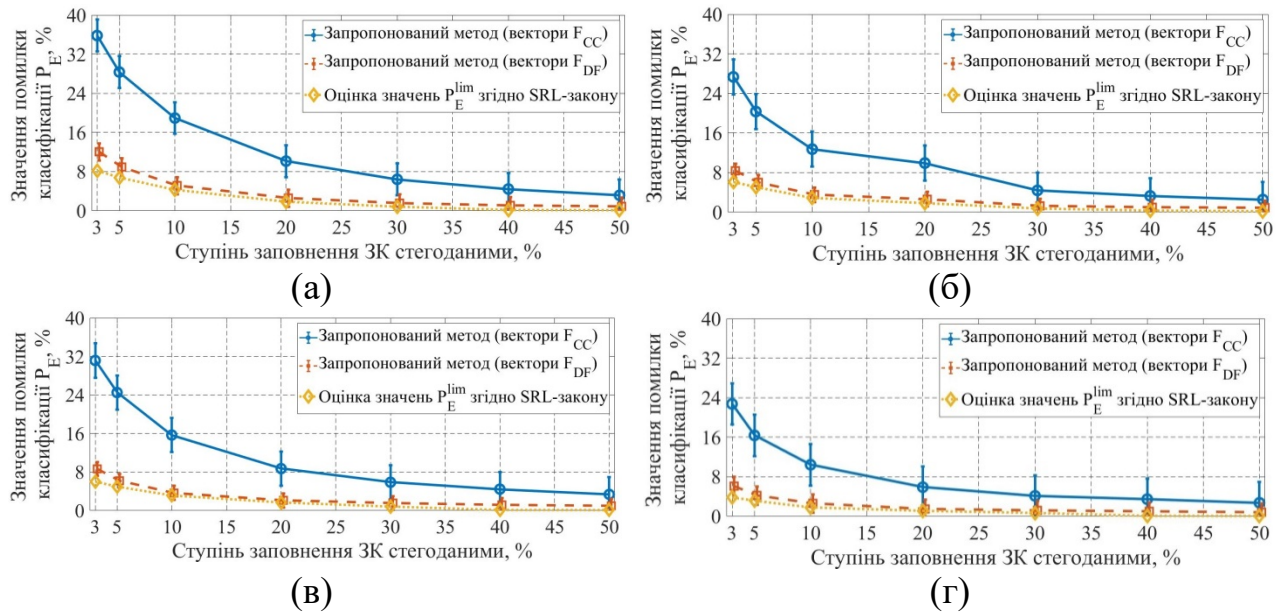 Значення помилки
класифікації P_E, %
40
32
24
16
8
0
Запропонований метод (вектори F_CC)
Запропонований метод (вектори F_DF)
Оцінка значень P_E^lim згідно SRL-закону
3 5 10 15 20 25 30 35 40 45 50
Ступінь заповнення ЗК стегоданими, %
(а)
Значення помилки
класифікації P_E, %
40
32
24
16
8
0
Запропонований метод (вектори F_CC)
Запропонований метод (вектори F_DF)
Оцінка значень P_E^lim згідно SRL-закону
3 5 10 15 20 25 30 35 40 45 50
Ступінь заповнення ЗК стегоданими, %
(б)
Значення помилки
класифікації P_E, %
40
32
24
16
8
0
Запропонований метод (вектори F_CC)
Запропонований метод (вектори F_DF)
Оцінка значень P_E^lim згідно SRL-закону
3 5 10 15 20 25 30 35 40 45 50
Ступінь заповнення ЗК стегоданими, %
(в)
Значення помилки
класифікації P_E, %
40
32
24
16
8
0
Запропонований метод (вектори F_CC)
Запропонований метод (вектори F_DF)
Оцінка значень P_E^lim згідно SRL-закону
3 5 10 15 20 25 30 35 40 45 50
Ступінь заповнення ЗК стегоданими, %
(г)